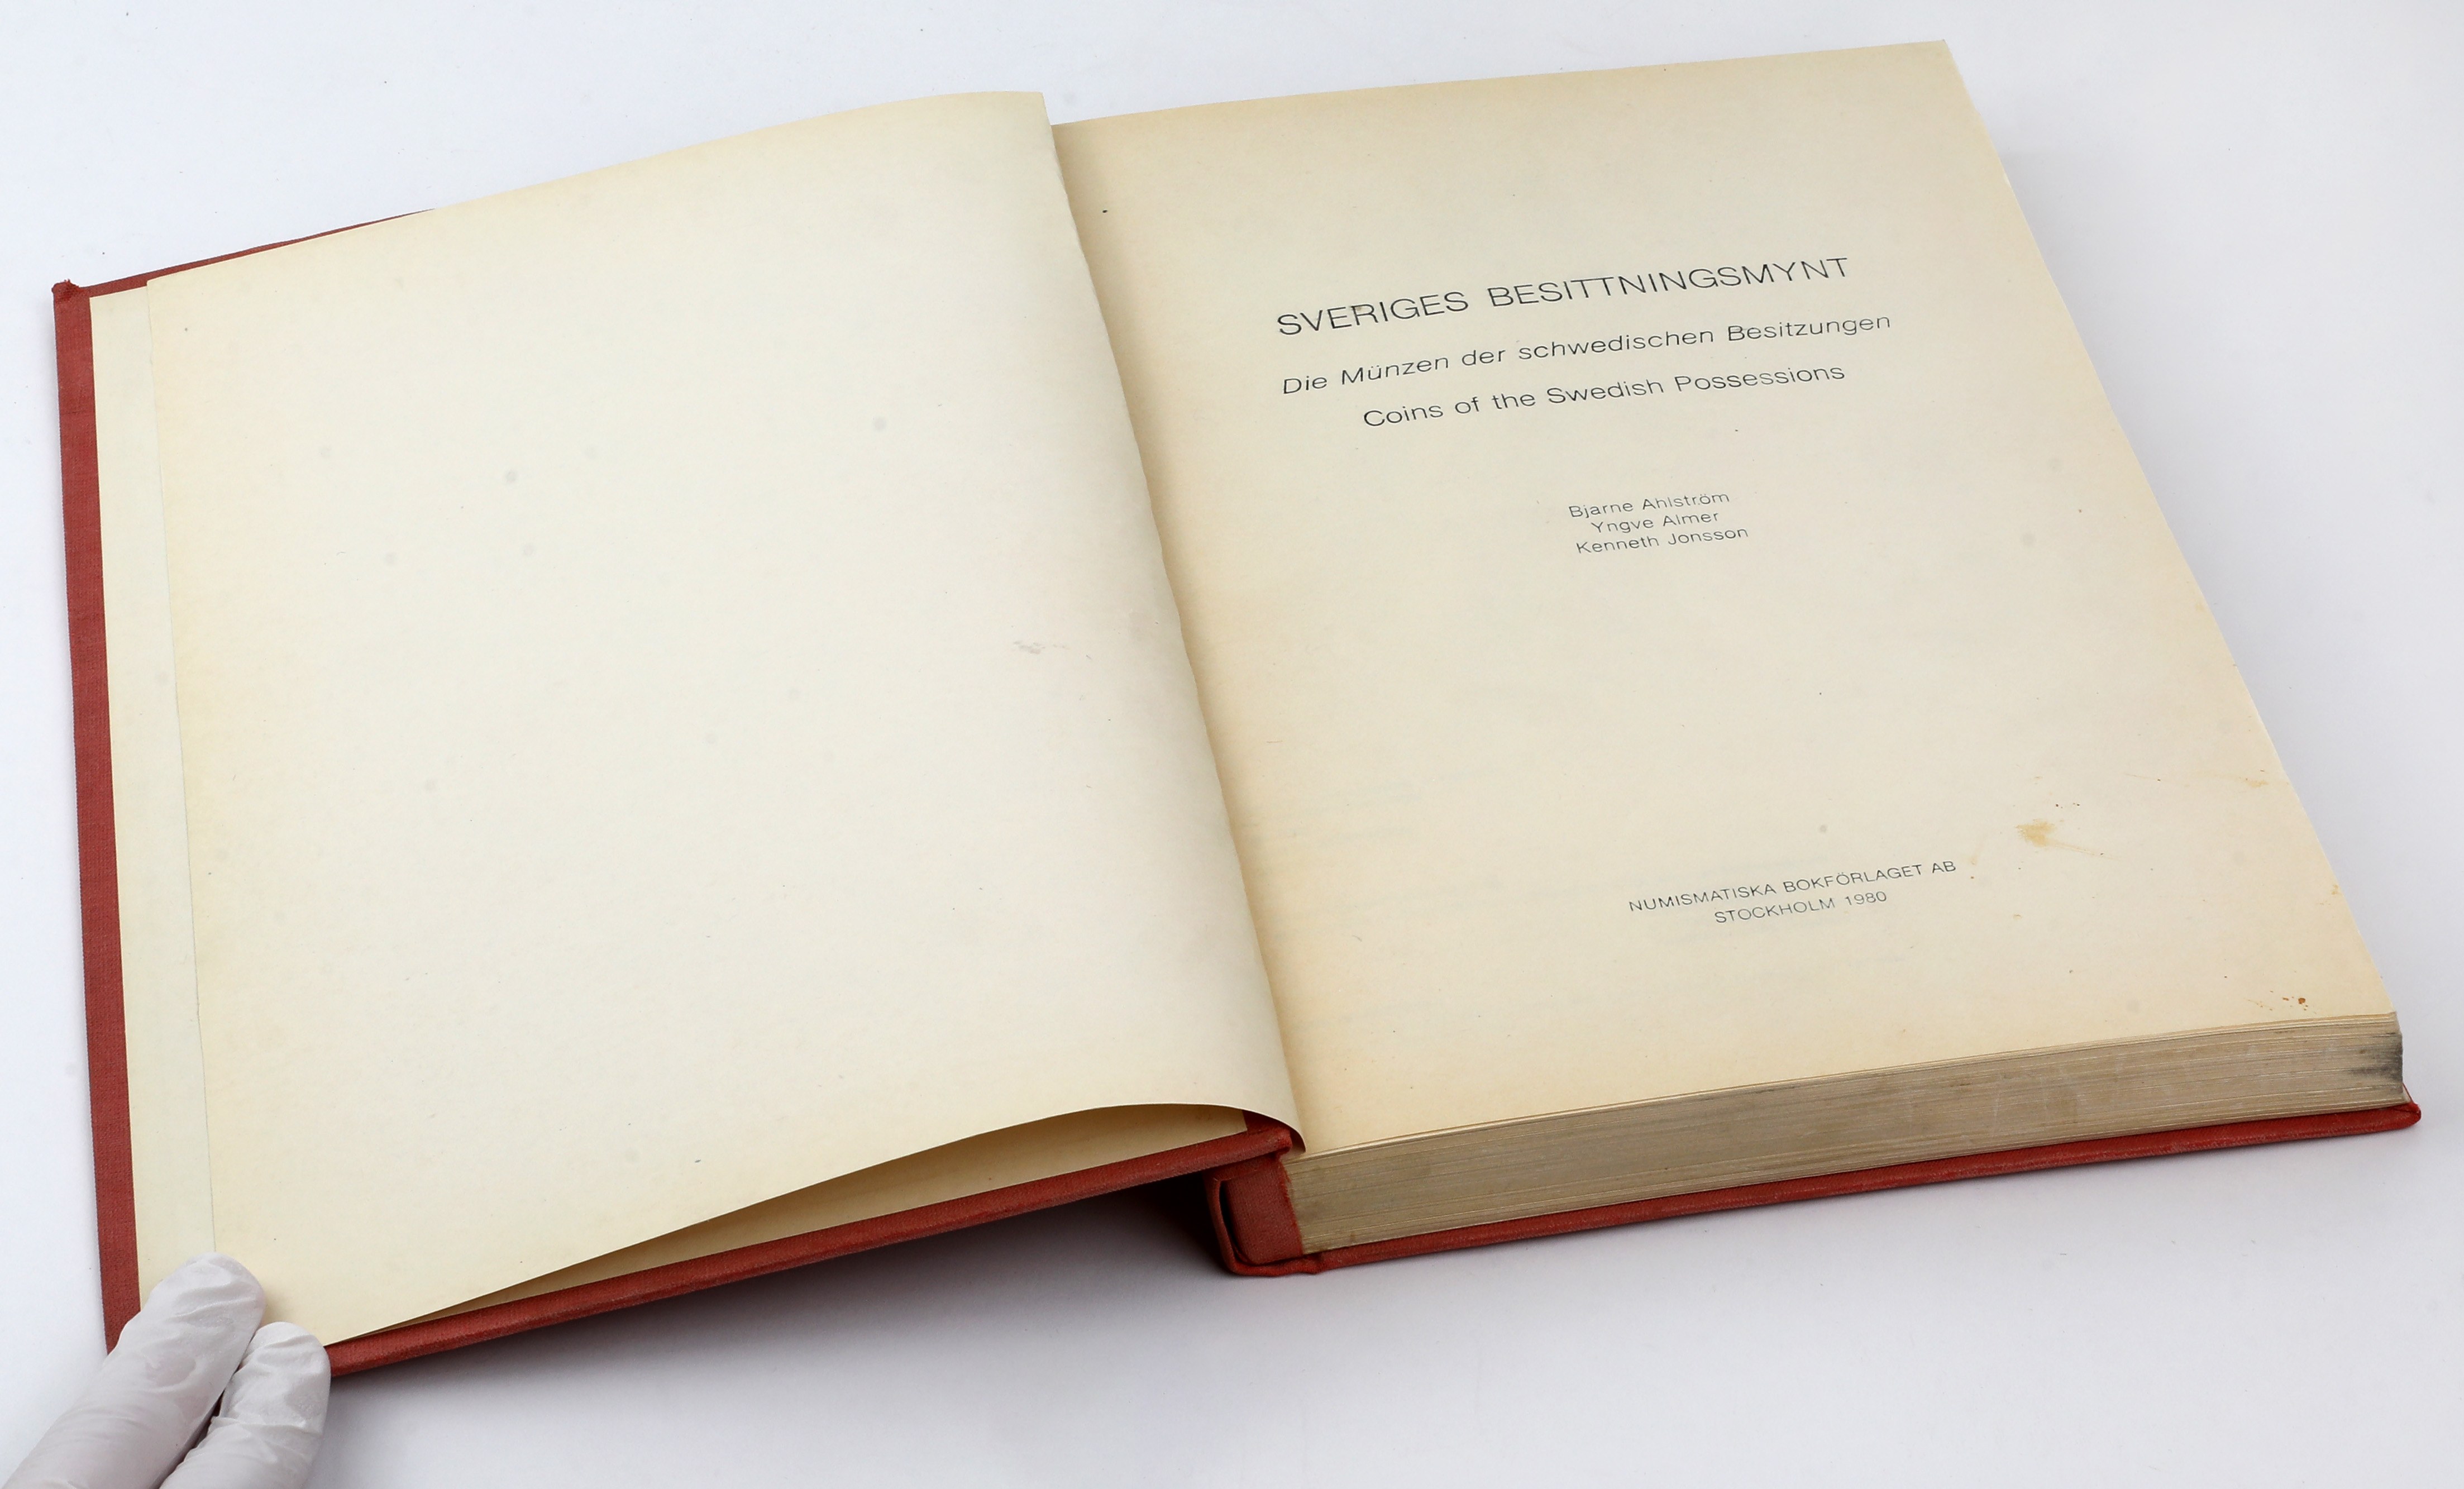 SVERIGES BESITTNINGSMYNT
Die Münzen der schwedischen Besitzungen
Coins of the Swedish Possessions
Bjarne Ahlström
Yngve Almer
Kenneth Jonsson
NUMISMATISKA BOKFÖRLAGET AB
STOCKHOLM 1980